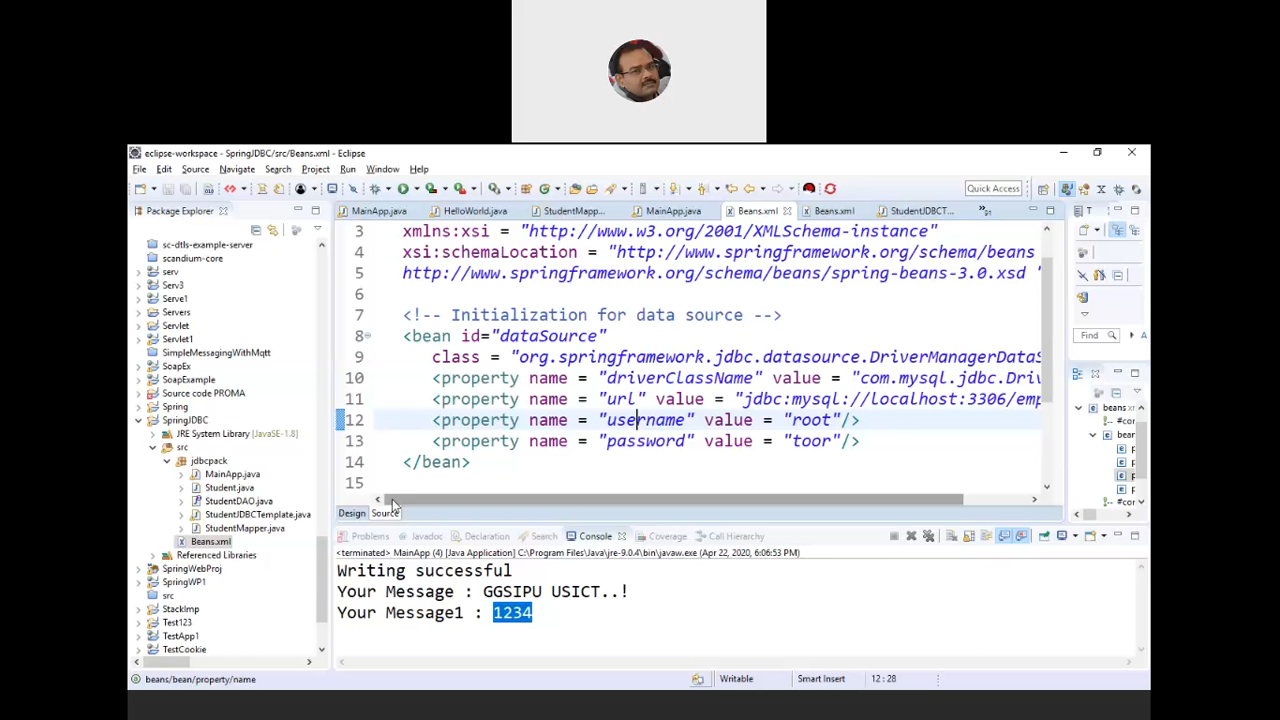 eclipse-workspace - SpringJDBC/src/Beans.xml - Eclipse
File Edit Source Navigate Search Project Run Window Help
Quick Access
Package Explorer
MainApp.java
HelloWorld.java
StudentMapp...
MainApp.java
Beans.xml
Beans.xml
StudentJDBCT...
sc-dtls-example-server
scandium-core
serv
Serv3
Serve1
Servers
Servlet
Servlet1
SimpleMessagingWithMqtt
SoapEx
SoapExample
Source code PROMA
Spring
SpringJDBC
JRE System Library [JavaSE-1.8]
src
jdbcpack
MainApp.java
Student.java
StudentDAO.java
StudentJDBCTemplate.java
StudentMapper.java
Beans.xml
Referenced Libraries
SpringWebProj
SpringWP1
src
StackImp
Test123
TestApp1
TestCookie
3 xmlns:xsi = "http://www.w3.org/2001/XMLSchema-instance"
4 xsi:schemaLocation = "http://www.springframework.org/schema/beans
5 http://www.springframework.org/schema/beans/spring-beans-3.0.xsd "
6
7 <!-- Initialization for data source -->
8 <bean id="dataSource"
9 class = "org.springframework.jdbc.datasource.DriverManagerDataS
10 <property name = "driverClassName" value = "com.mysql.jdbc.Driv
11 <property name = "url" value = "jdbc:mysql://localhost:3306/emp
12 <property name = "username" value = "root"/>
13 <property name = "password" value = "toor"/>
14 </bean>
15
Design Source
T
Find
A
beans
#cor
bean
p
p
p
p
#cor
Problems Javadoc Declaration Search Console Coverage Call Hierarchy
<terminated> MainApp (4) [Java Application] C:\Program Files\Java\jre-9.0.4\bin\javaw.exe (Apr 22, 2020, 6:06:53 PM)
Writing successful
Your Message : GGSIPU USICT..!
Your Message1 : 1234
beans/bean/property/name
Writable
Smart Insert
12 : 28